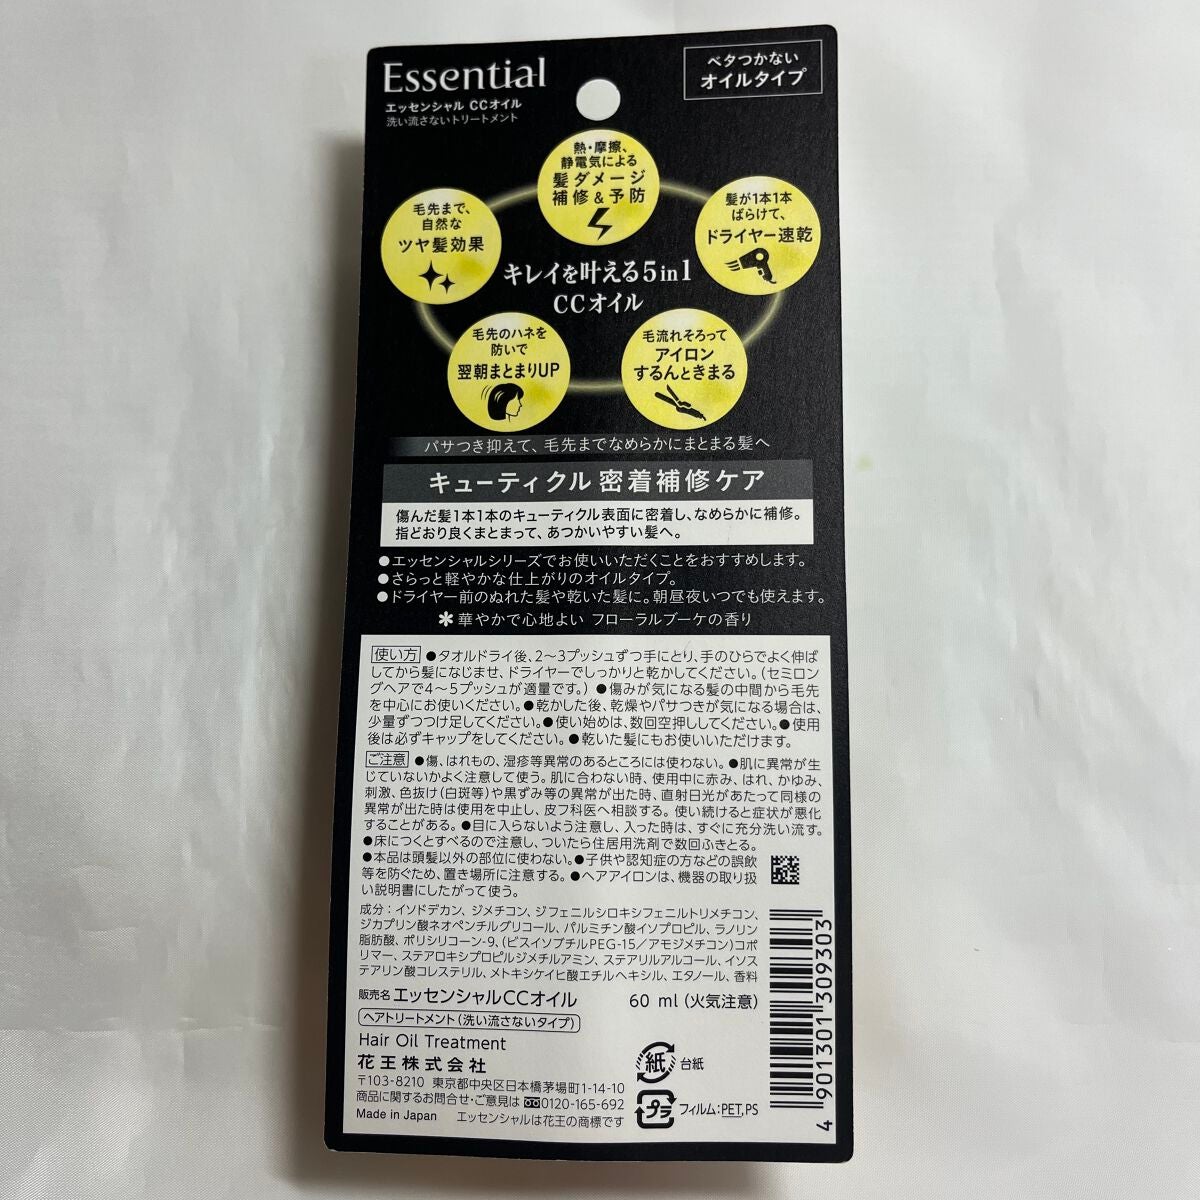 Essential
エッセンシャル CCオイル
洗い流さないトリートメント
ベタつかない
オイルタイプ
熱・摩擦、
静電気による
髪ダメージ
補修&予防
毛先まで、
自然な
ツヤ髪効果
髪が1本1本
ばらけて、
ドライヤー速乾
キレイを叶える5in1
CCオイル
毛先のハネを
防いで
翌朝まとまりUP
毛流れそろって
アイロン
するんときまる
パサつき抑えて、毛先までなめらかにまとまる髪へ
キューティクル 密着補修ケア
傷んだ髪1本1本のキューティクル表面に密着し、なめらかに補修。
指どおり良くまとまって、あつかいやすい髪へ。
●エッセンシャルシリーズでお使いいただくことをおすすめします。
●さらっと軽やかな仕上がりのオイルタイプ。
●ドライヤー前のぬれた髪や乾いた髪に。朝昼夜いつでも使えます。
✻華やかで心地よい フローラルブーケの香り
使い方 ●タオルドライ後、2～3プッシュずつ手にとり、手のひらでよく伸ば
してから髪になじませ、ドライヤーでしっかりと乾かしてください。(セミロン
グヘアで4～5プッシュが適量です。) ●傷みが気になる髪の中間から毛先
を中心にお使いください。●乾かした後、乾燥やパサつきが気になる場合は、
少量ずつつけ足してください。●使い始めは、数回空押ししてください。●使用
後は必ずキャップをしてください。●乾いた髪にもお使いいただけます。
ご注意 ●傷、はれもの、湿疹等異常のあるところには使わない。●肌に異常が生
じていないかよく注意して使う。肌に合わない時、使用中に赤み、はれ、かゆみ、
刺激、色抜け(白斑等)や黒ずみ等の異常が出た時、直射日光があたって同様の
異常が出た時は使用を中止し、皮フ科医へ相談する。使い続けると症状が悪化
することがある。●目に入らないよう注意し、入った時は、すぐに充分洗い流す。
●床につくとすべるので注意し、ついたら住居用洗剤で数回ふきとる。
●本品は頭髪以外の部位に使わない。●子供や認知症の方などの誤飲
等を防ぐため、置き場所に注意する。●ヘアアイロンは、機器の取り扱
い説明書にしたがって使う。
成分：イソドデカン、ジメチコン、ジフェニルシロキシフェニルトリメチコン、
ジカプリン酸ネオペンチルグリコール、パルミチン酸イソプロピル、ラノリン
脂肪酸、ポリシリコーン-9、(ビスイソブチルPEG-15／アモジメチコン)コポ
リマー、ステアロキシプロピルジメチルアミン、ステアリルアルコール、イソス
テアリン酸コレステリル、メトキシケイヒ酸エチルヘキシル、エタノール、香料
販売名 エッセンシャルCCオイル 60 ml (火気注意)
ヘアトリートメント (洗い流さないタイプ)
Hair Oil Treatment
花王株式会社
〒103-8210 東京都中央区日本橋茅場町1-14-10
商品に関するお問合せ・ご意見は 0120-165-692
Made in Japan エッセンシャルは花王の商標です
紙 台紙
プラ フィルム：PET, PS
4 901301 309303